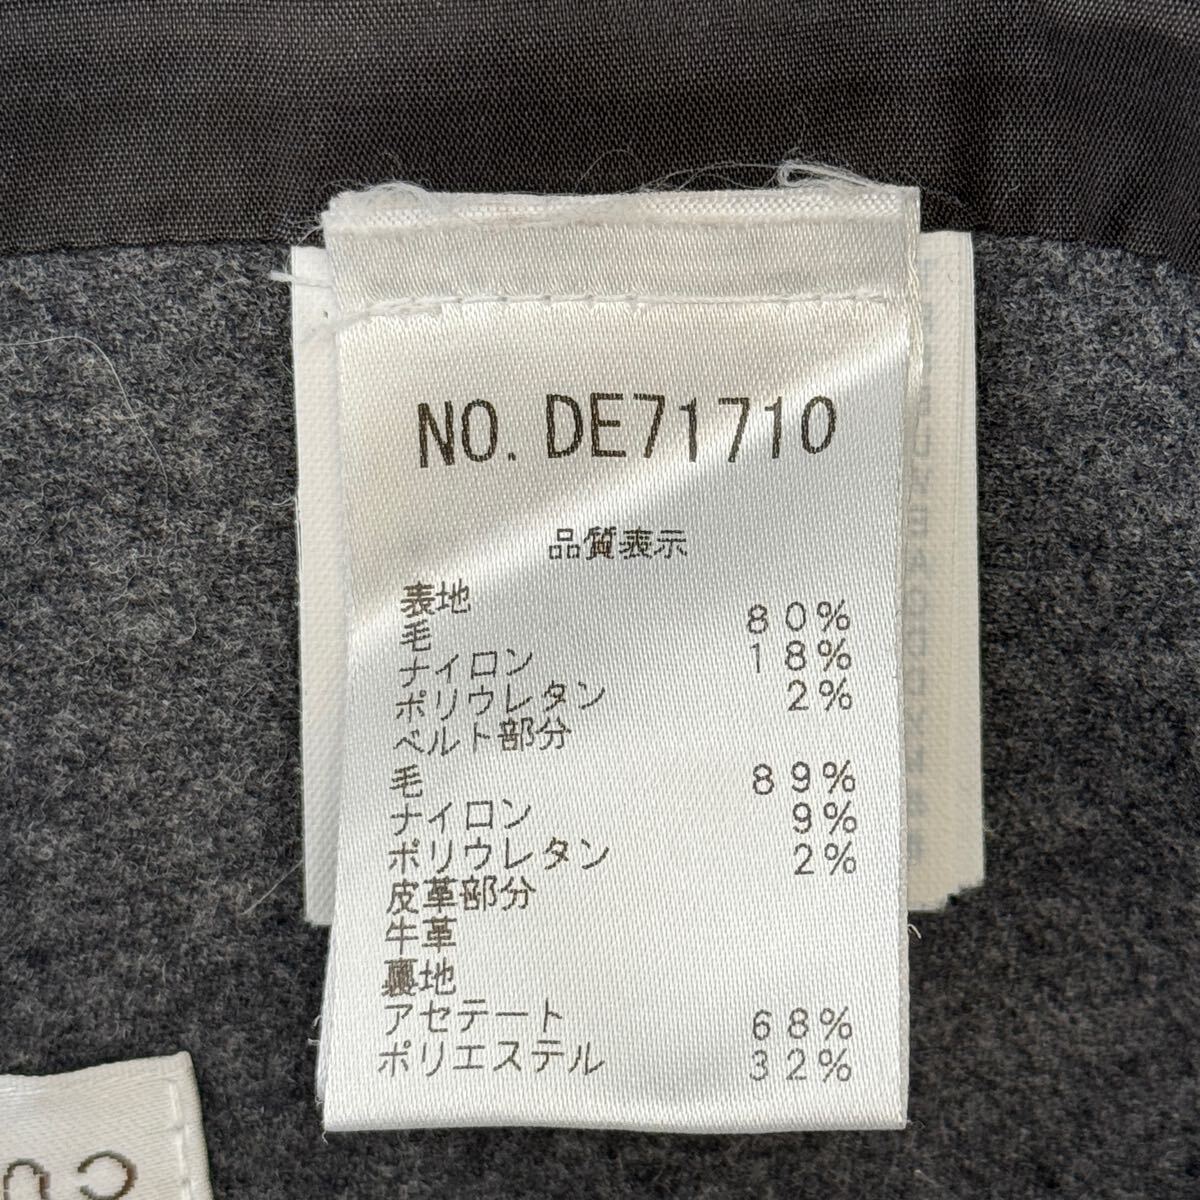 NO. DE71710
品質表示
表地
毛 80%
ナイロン 18%
ポリウレタン 2%
ベルト部分
毛 89%
ナイロン 9%
ポリウレタン 2%
皮革部分
牛革
裏地
アセテート 68%
ポリエステル 32%